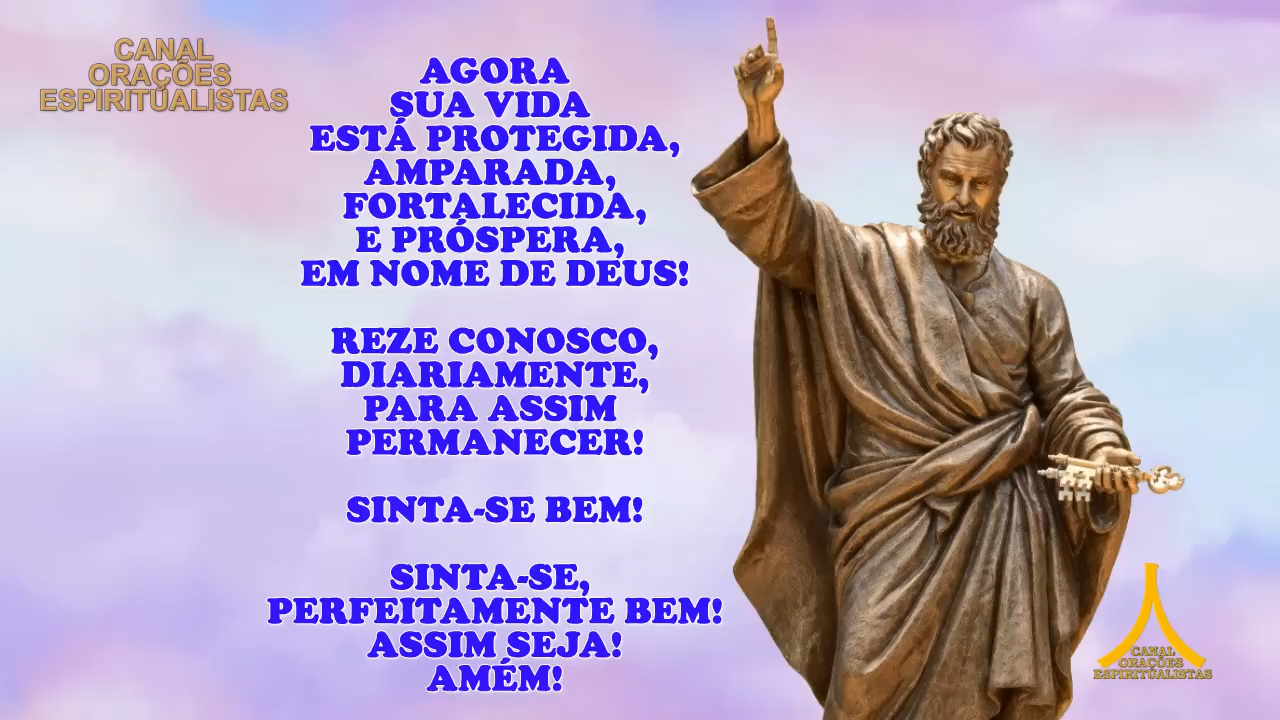 CANAL
ORAÇÕES
ESPIRITUALISTAS
AGORA
SUA VIDA
ESTÁ PROTEGIDA,
AMPARADA,
FORTALECIDA,
E PRÓSPERA,
EM NOME DE DEUS!
REZE CONOSCO,
DIARIAMENTE,
PARA ASSIM
PERMANECER!
SINTA-SE BEM!
SINTA-SE,
PERFEITAMENTE BEM!
ASSIM SEJA!
AMÉM!
CANAL
ORAÇÕES
ESPIRITUALISTAS